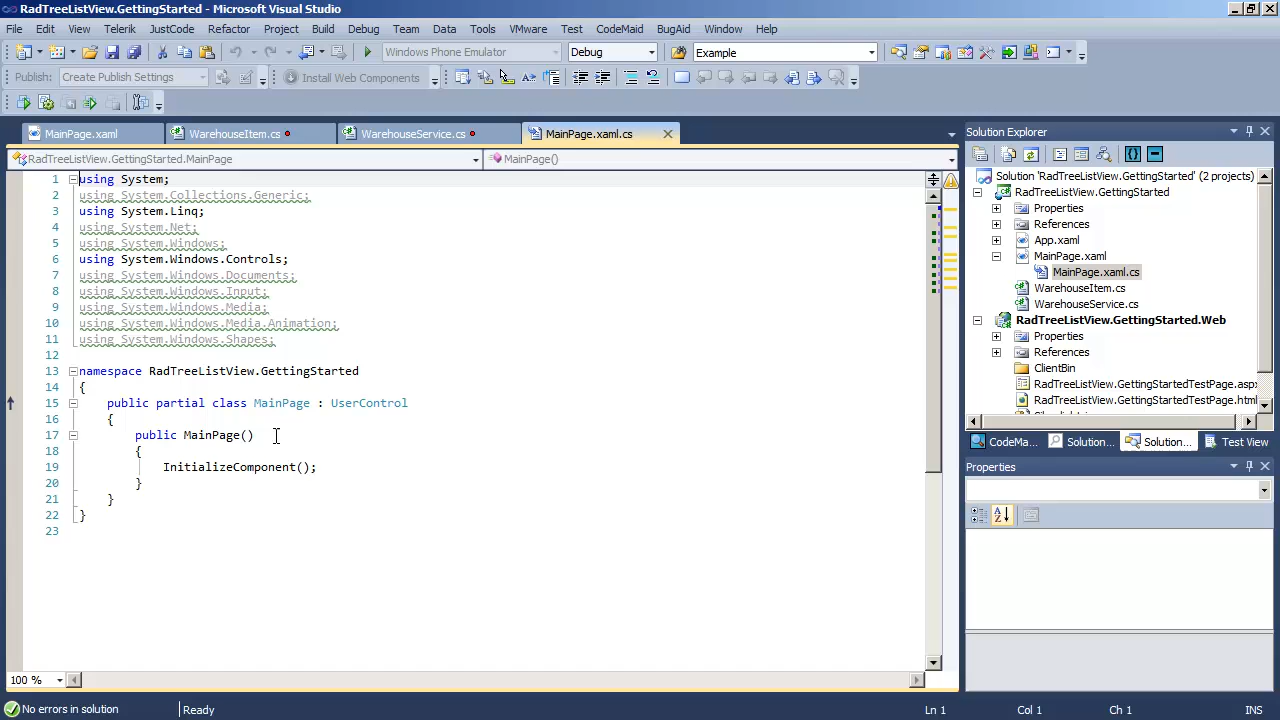 RadTreeListView.GettingStarted - Microsoft Visual Studio
File Edit View Telerik JustCode Refactor Project Build Debug Team Data Tools VMware Test CodeMaid BugAid Window Help
Windows Phone Emulator Debug Example
Publish: Create Publish Settings Install Web Components
MainPage.xaml WarehouseItem.cs WarehouseService.cs MainPage.xaml.cs
RadTreeListView.GettingStarted.MainPage MainPage()
1 using System;
2 using System.Collections.Generic;
3 using System.Linq;
4 using System.Net;
5 using System.Windows;
6 using System.Windows.Controls;
7 using System.Windows.Documents;
8 using System.Windows.Input;
9 using System.Windows.Media;
10 using System.Windows.Media.Animation;
11 using System.Windows.Shapes;
12
13 namespace RadTreeListView.GettingStarted
14 {
15 public partial class MainPage : UserControl
16 {
17 public MainPage()
18 {
19 InitializeComponent();
20 }
21 }
22 }
23
100 %
Solution Explorer
Solution 'RadTreeListView.GettingStarted' (2 projects)
RadTreeListView.GettingStarted
Properties
References
App.xaml
MainPage.xaml
MainPage.xaml.cs
WarehouseItem.cs
WarehouseService.cs
RadTreeListView.GettingStarted.Web
Properties
References
ClientBin
RadTreeListView.GettingStartedTestPage.aspx
RadTreeListView.GettingStartedTestPage.html
CodeMa... Solution... Solution... Test View
Properties
No errors in solution Ready Ln 1 Col 1 Ch 1 INS